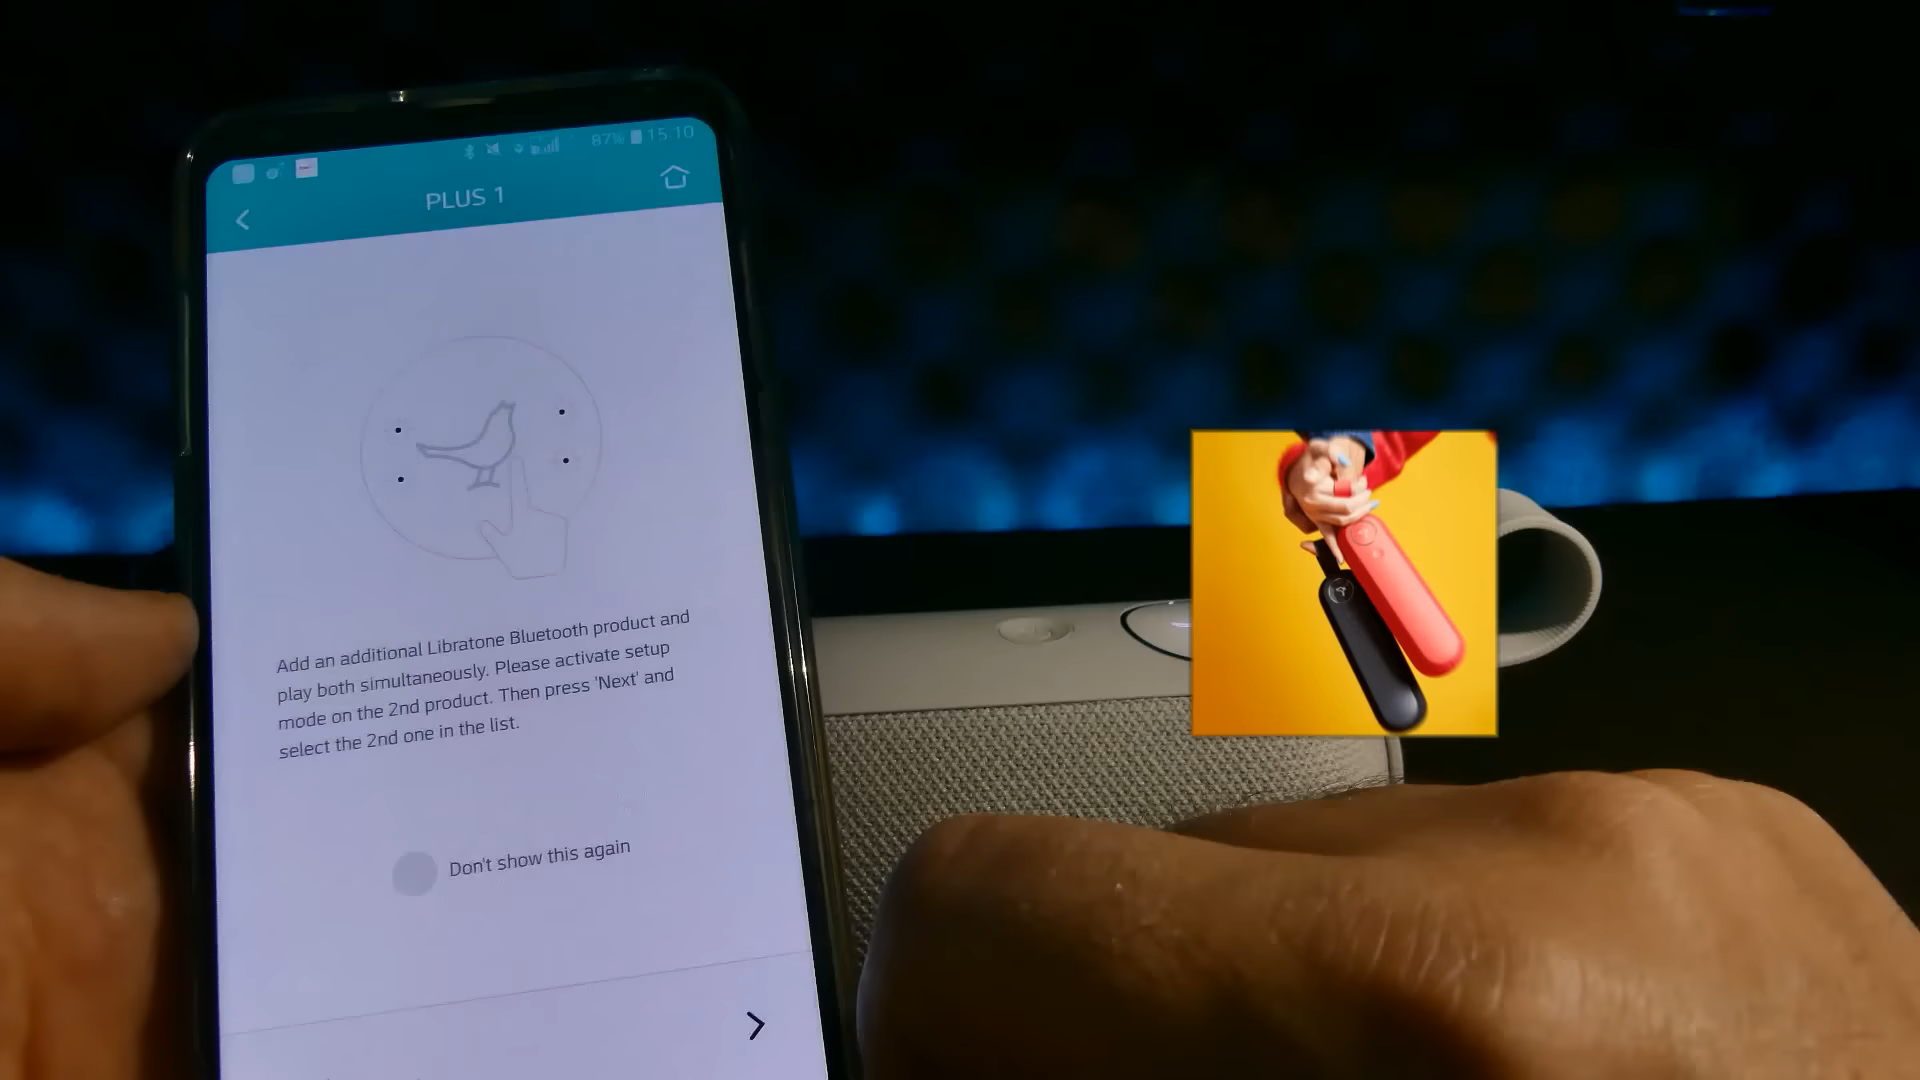 87% 15:10
PLUS 1
Add an additional Libratone Bluetooth product and
play both simultaneously. Please activate setup
mode on the 2nd product. Then press 'Next' and
select the 2nd one in the list.
Don't show this again